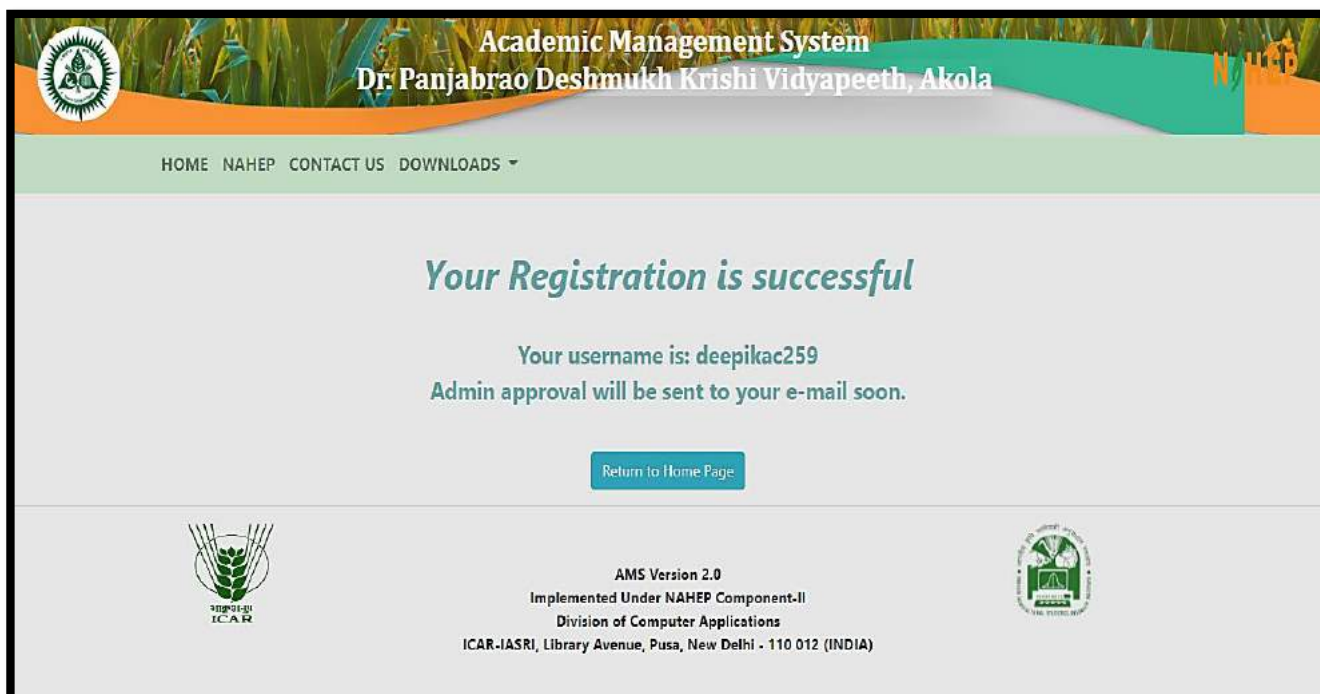 Academic Management System
Dr. Panjabrao Deshmukh Krishi Vidyapeeth, Akola
NAHEP
HOME NAHEP CONTACT US DOWNLOADS
Your Registration is successful
Your username is: deepikac259
Admin approval will be sent to your e-mail soon.
Return to Home Page
ICAR
AMS Version 2.0
Implemented Under NAHEP Component-II
Division of Computer Applications
ICAR-IASRI, Library Avenue, Pusa, New Delhi - 110 012 (INDIA)